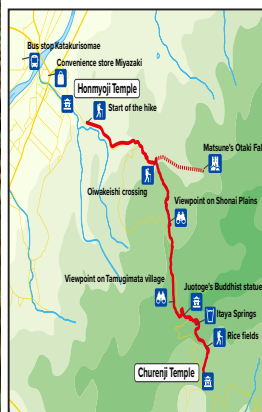 Bus stop Katakurisomae
Convenience store Miyazaki
Honmyoji Temple
Start of the hike
Matsune's Otaki Fal
Oiwakeishi crossing
Viewpoint on Shonai Plains
Viewpoint on Tamugimata village
Juotoge's Buddhist statue
Itaya Springs
Rice fields
Churenji Temple